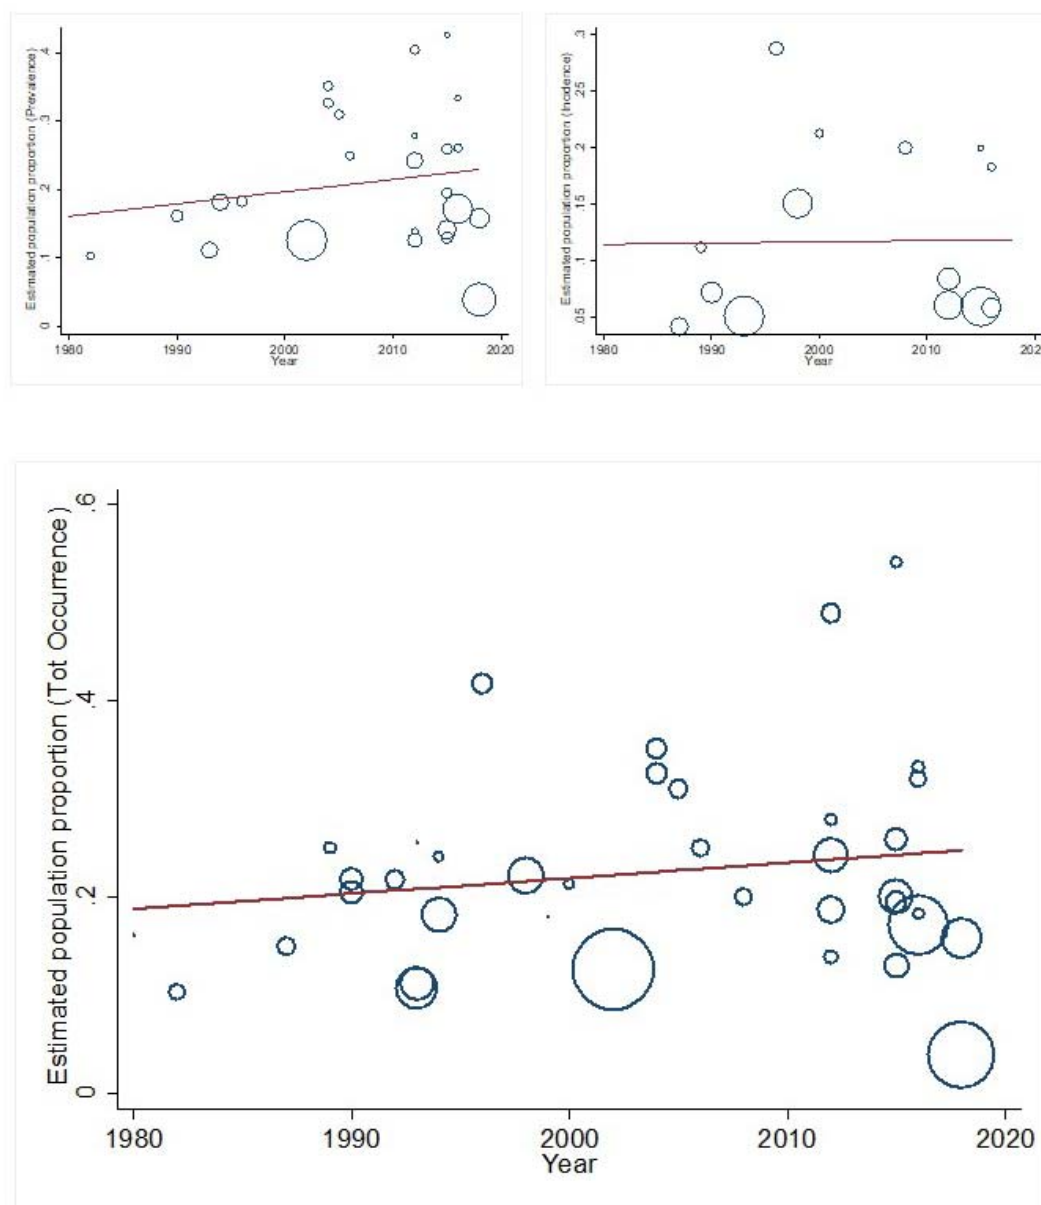 Estimated population proportion (Prevalence)
.4
.3
.2
.1
0
1980 1990 2000 2010 2020
Year
Estimated population proportion (Incidence)
.3
.25
.2
.15
.1
.05
1980 1990 2000 2010 202
Year
Estimated population proportion (Tot Occurrence)
.6
.4
.2
0
1980 1990 2000 2010 2020
Year